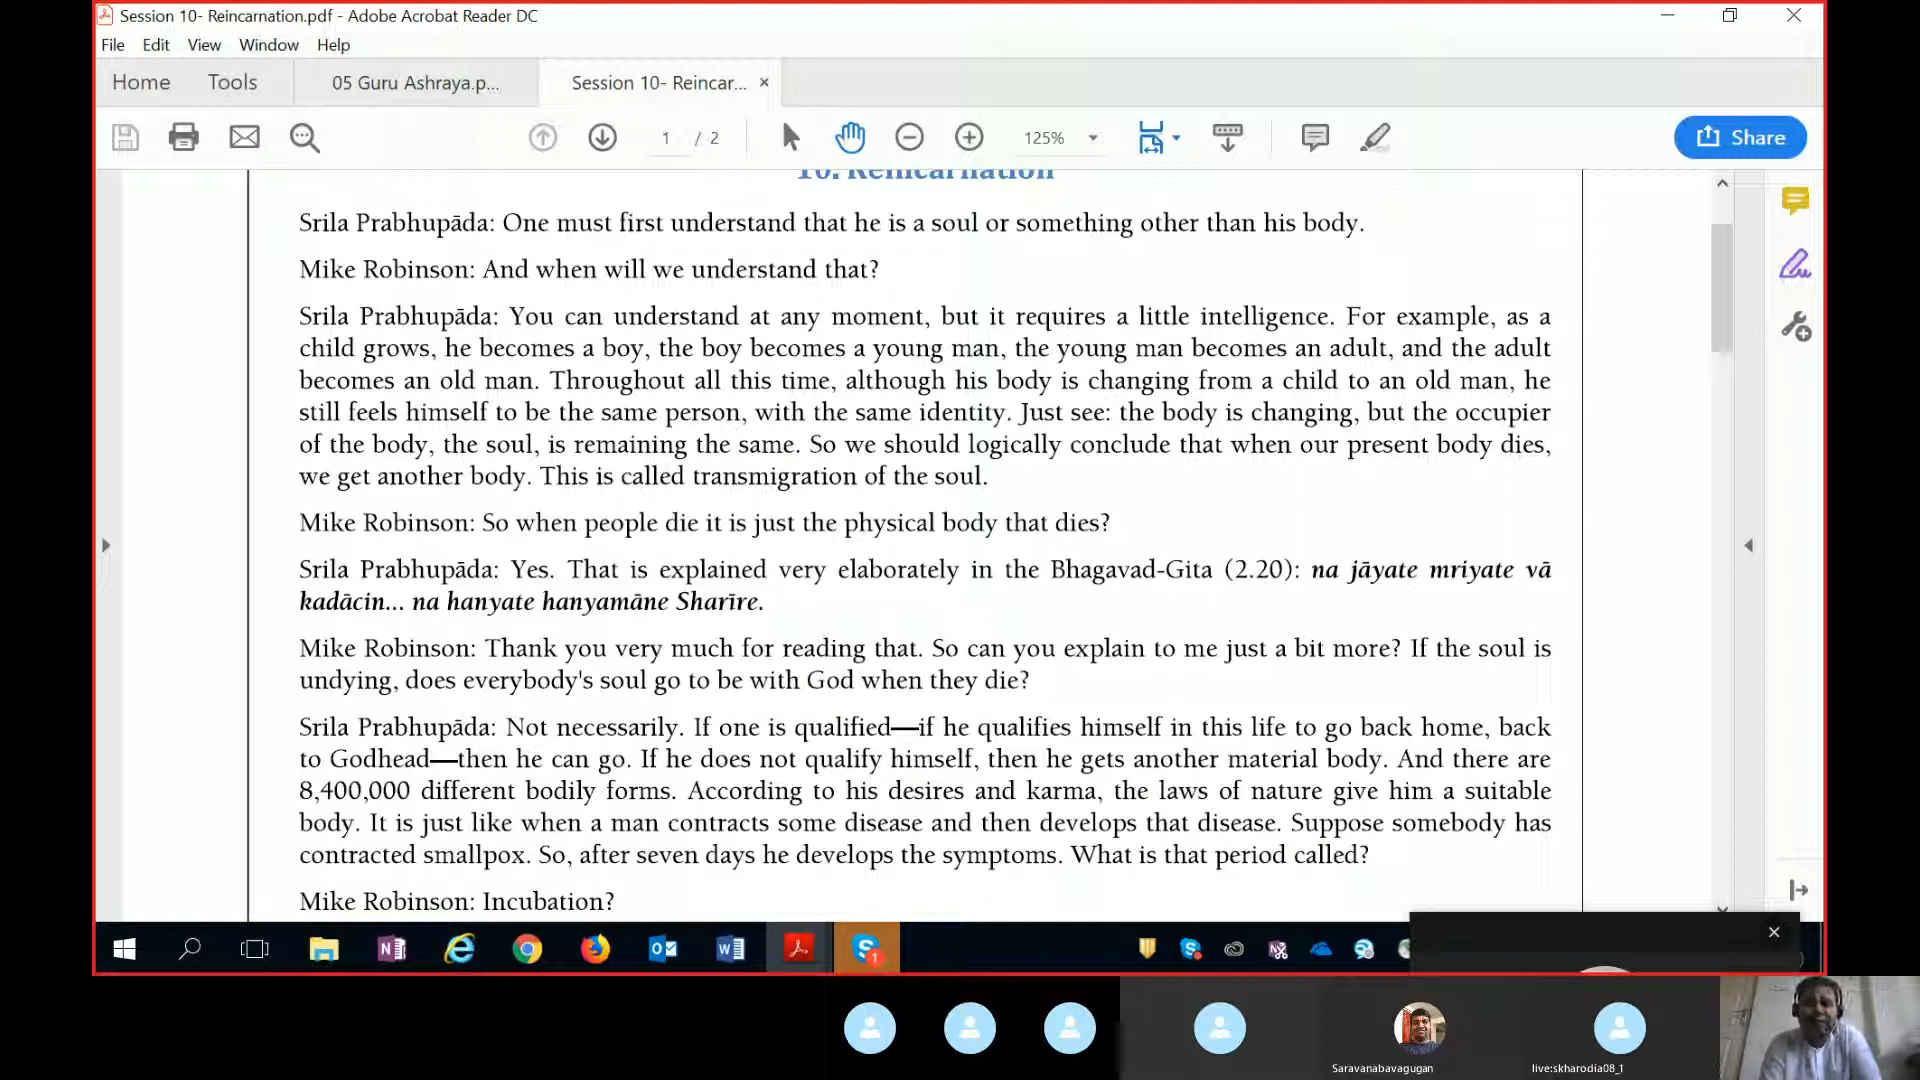 Session 10- Reincarnation.pdf - Adobe Acrobat Reader DC
File Edit View Window Help
Home Tools 05 Guru Ashraya.p... Session 10- Reincar... ×
1 / 2 125% Share
10. Reincarnation
Srila Prabhupāda: One must first understand that he is a soul or something other than his body.
Mike Robinson: And when will we understand that?
Srila Prabhupāda: You can understand at any moment, but it requires a little intelligence. For example, as a
child grows, he becomes a boy, the boy becomes a young man, the young man becomes an adult, and the adult
becomes an old man. Throughout all this time, although his body is changing from a child to an old man, he
still feels himself to be the same person, with the same identity. Just see: the body is changing, but the occupier
of the body, the soul, is remaining the same. So we should logically conclude that when our present body dies,
we get another body. This is called transmigration of the soul.
Mike Robinson: So when people die it is just the physical body that dies?
Srila Prabhupāda: Yes. That is explained very elaborately in the Bhagavad-Gita (2.20): na jāyate mriyate vā
kadācin... na hanyate hanyamāne Sharīre.
Mike Robinson: Thank you very much for reading that. So can you explain to me just a bit more? If the soul is
undying, does everybody's soul go to be with God when they die?
Srila Prabhupāda: Not necessarily. If one is qualified—if he qualifies himself in this life to go back home, back
to Godhead—then he can go. If he does not qualify himself, then he gets another material body. And there are
8,400,000 different bodily forms. According to his desires and karma, the laws of nature give him a suitable
body. It is just like when a man contracts some disease and then develops that disease. Suppose somebody has
contracted smallpox. So, after seven days he develops the symptoms. What is that period called?
Mike Robinson: Incubation?
Saravanabavagugan live:skharodia08_1